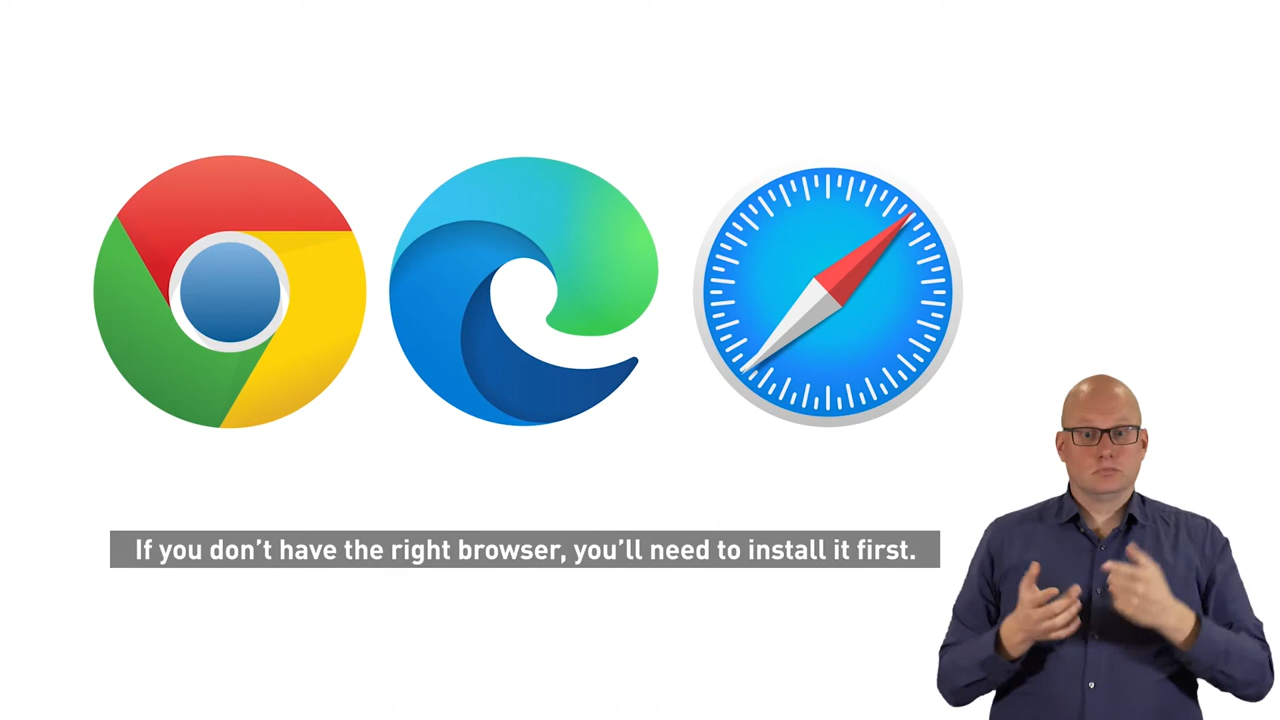 If you don’t have the right browser, you’ll need to install it first.